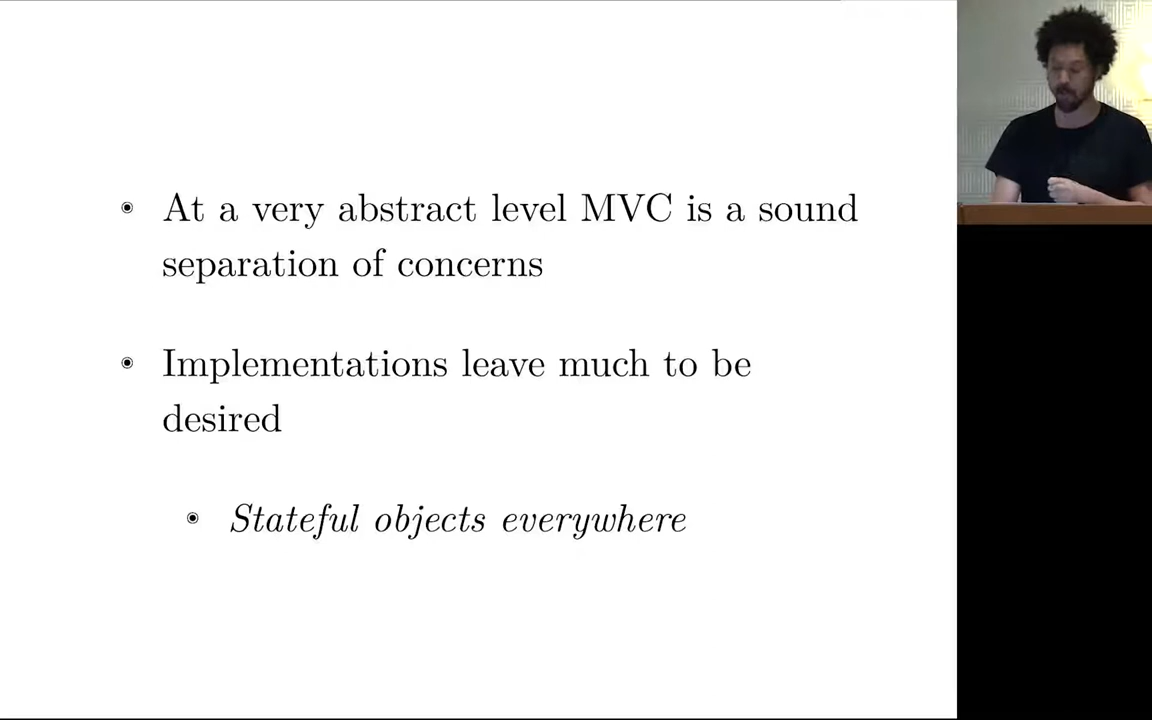 At a very abstract level MVC is a sound
separation of concerns
Implementations leave much to be
desired
Stateful objects everywhere